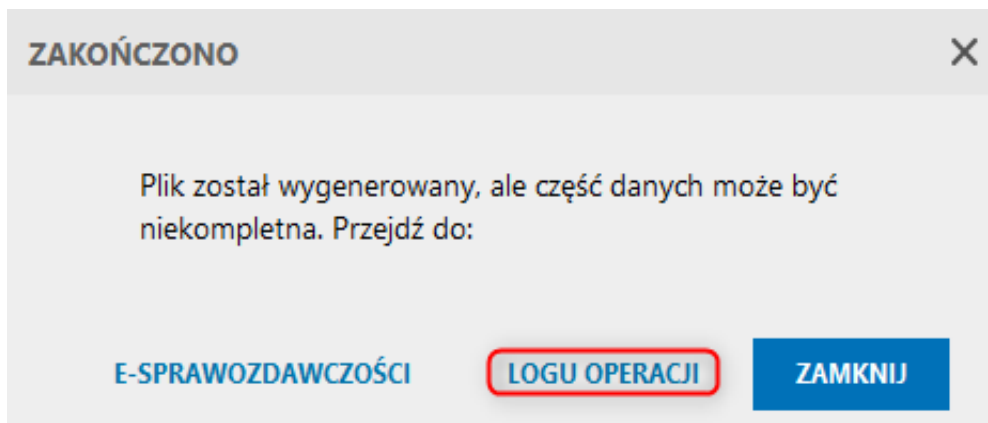 ZAKOŃCZONO
Plik został wygenerowany, ale część danych może być
niekompletna. Przejdź do:
E-SPRAWOZDAWCZOŚCI LOGU OPERACJI ZAMKNIJ